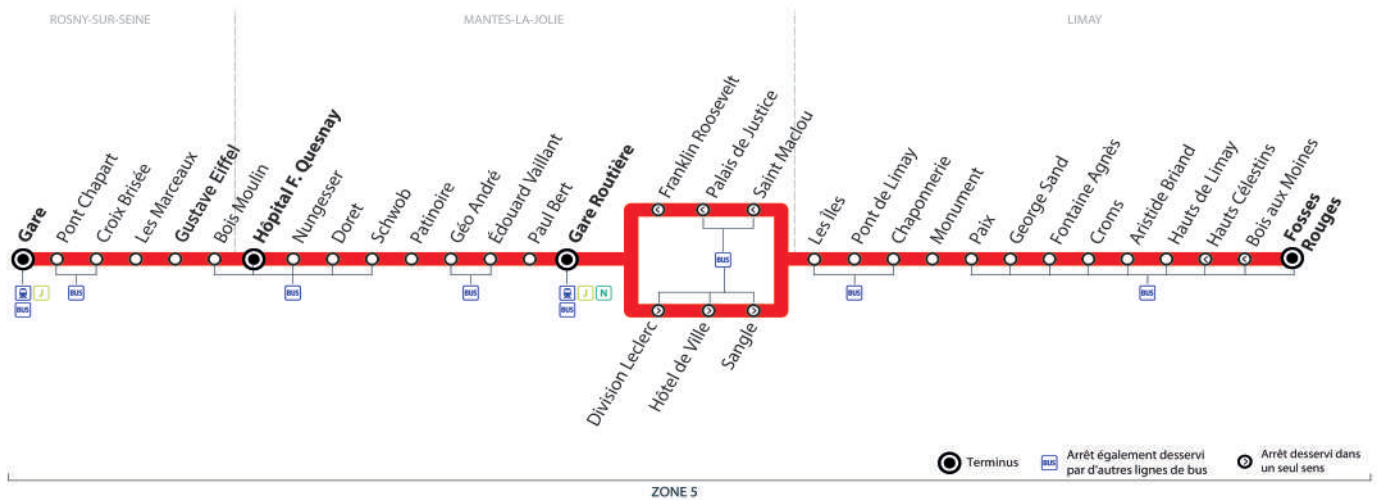 ROSNY-SUR-SEINE
MANTES-LA-JOLIE
LIMAY
Gare
Pont Chapart
Croix Brisée
Les Marceaux
Gustave Eiffel
Bois Moulin
Hôpital F. Quesnay
Nungesser
Doret
Schwob
Patinoire
Géo André
Édouard Vaillant
Paul Bert
Gare Routière
Franklin Roosevelt
Palais de Justice
Saint Maclou
Les Îles
Pont de Limay
Chaponnerie
Monument
Paix
George Sand
Fontaine Agnès
Croms
Aristide Briand
Hauts de Limay
Hauts Célestins
Bois aux Moines
Fosses
Rouges
J
BUS
BUS
BUS
BUS
J
N
BUS
BUS
BUS
BUS
Division Leclerc
Hôtel de Ville
Sangle
Terminus
BUS
Arrêt également desservi
par d'autres lignes de bus
Arrêt desservi dans
un seul sens
ZONE 5